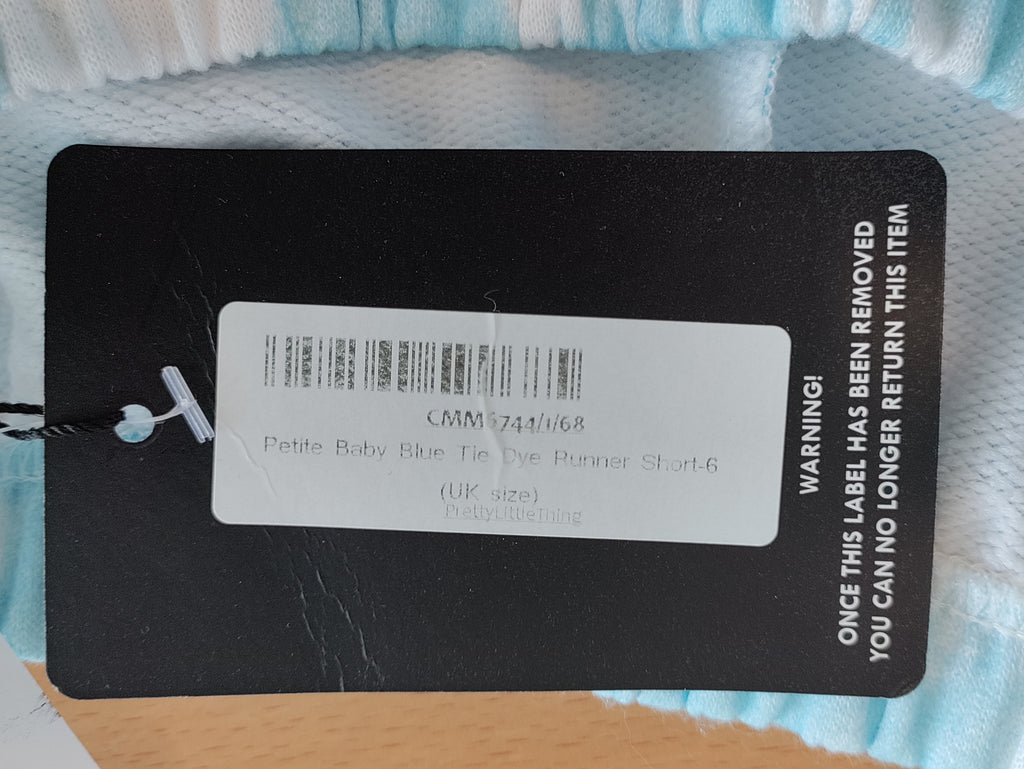 CMM6744/1/68
Petite Baby Blue Tie Dye Runner Short-6
(UK size)
PrettyLittleThing
WARNING!
ONCE THIS LABEL HAS BEEN REMOVED
YOU CAN NO LONGER RETURN THIS ITEM